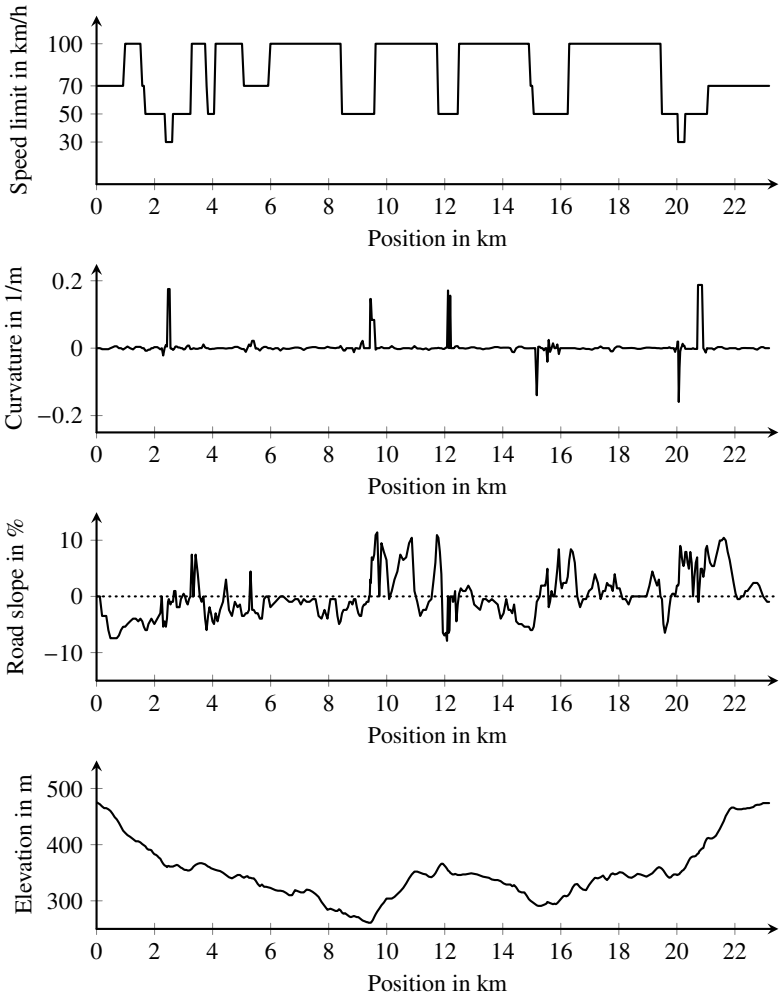 Speed limit in km/h
100
70
50
30
0 2 4 6 8 10 12 14 16 18 20 22
Position in km
Curvature in 1/m
0.2
0
−0.2
0 2 4 6 8 10 12 14 16 18 20 22
Position in km
Road slope in %
10
0
−10
0 2 4 6 8 10 12 14 16 18 20 22
Position in km
Elevation in m
500
400
300
0 2 4 6 8 10 12 14 16 18 20 22
Position in km